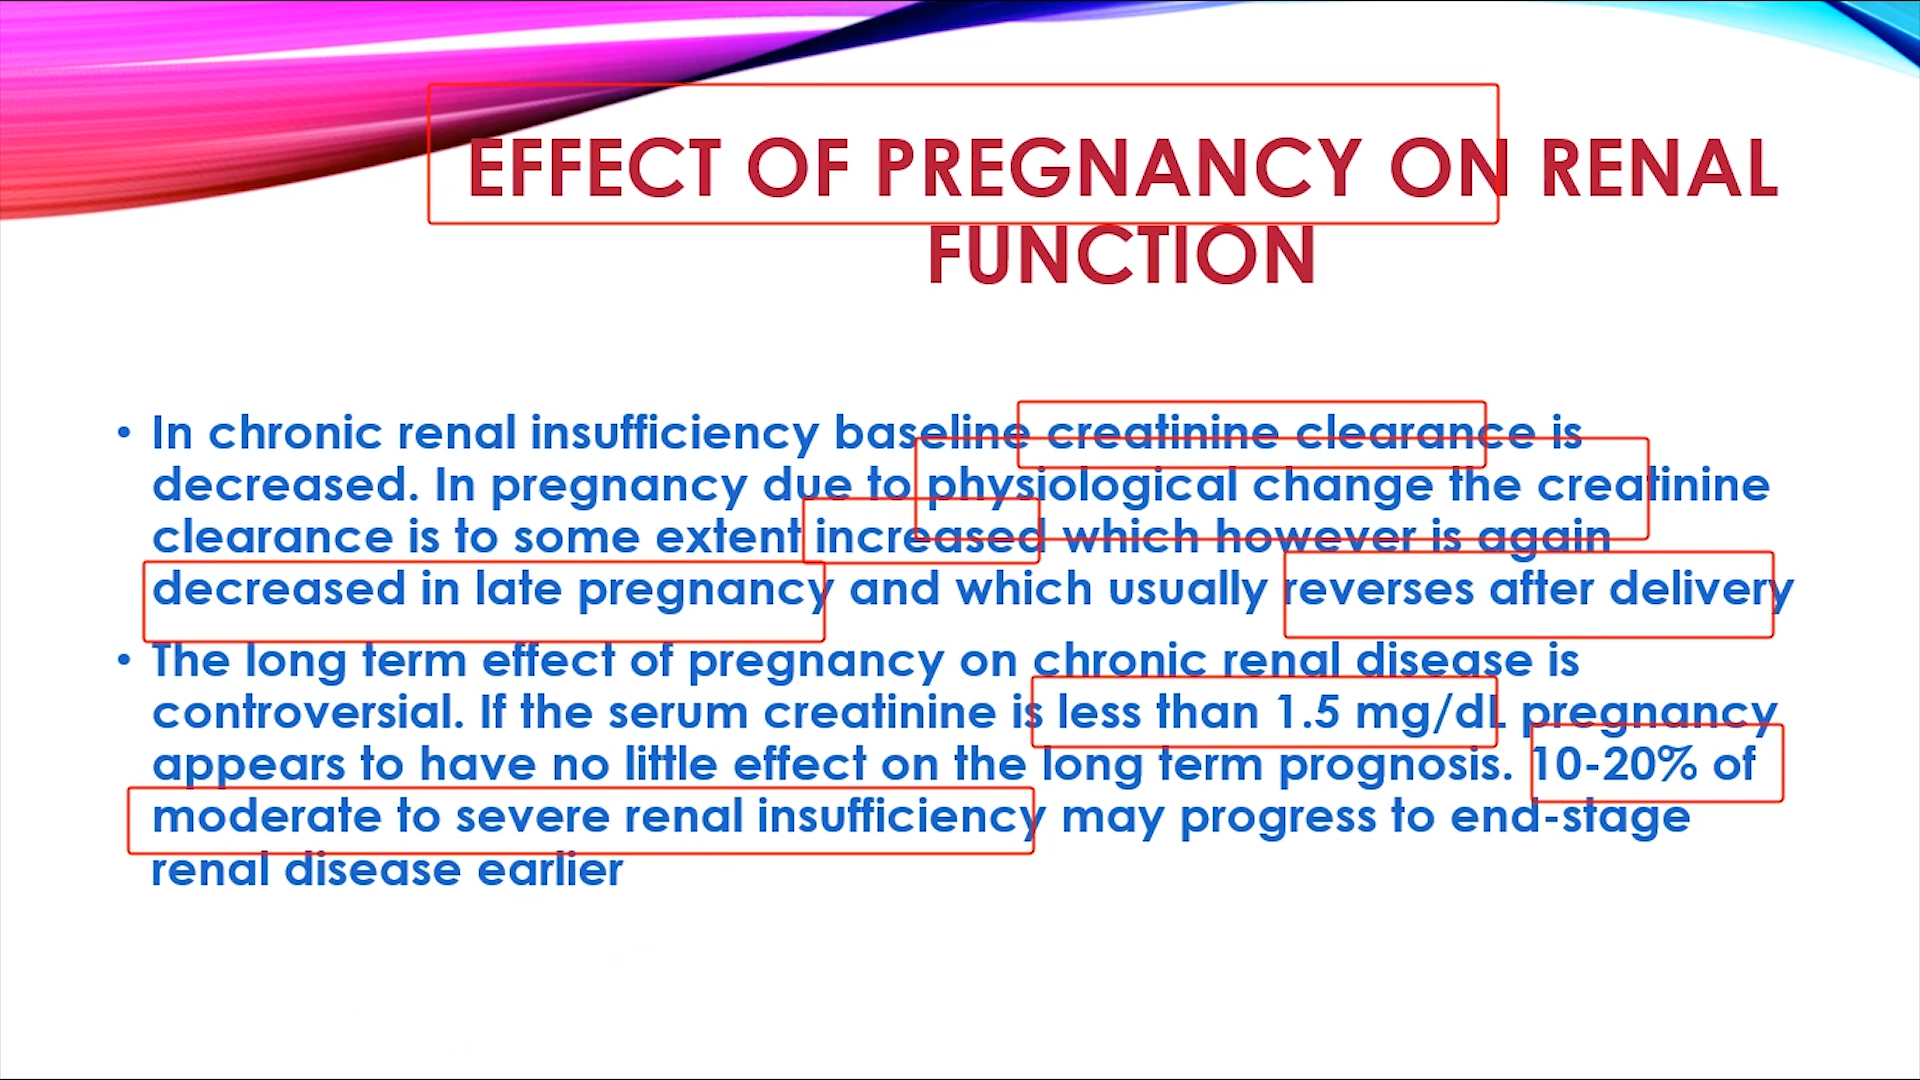 EFFECT OF PREGNANCY ON RENAL
FUNCTION
• In chronic renal insufficiency baseline creatinine clearance is
decreased. In pregnancy due to physiological change the creatinine
clearance is to some extent increased which however is again
decreased in late pregnancy and which usually reverses after delivery
• The long term effect of pregnancy on chronic renal disease is
controversial. If the serum creatinine is less than 1.5 mg/dL pregnancy
appears to have no little effect on the long term prognosis. 10-20% of
moderate to severe renal insufficiency may progress to end-stage
renal disease earlier